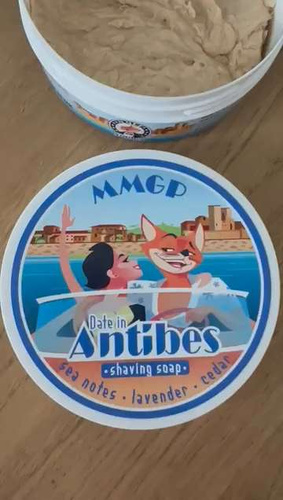 MMGP
Date in
Antibes
• shaving soap •
sea notes • lavender • cedar